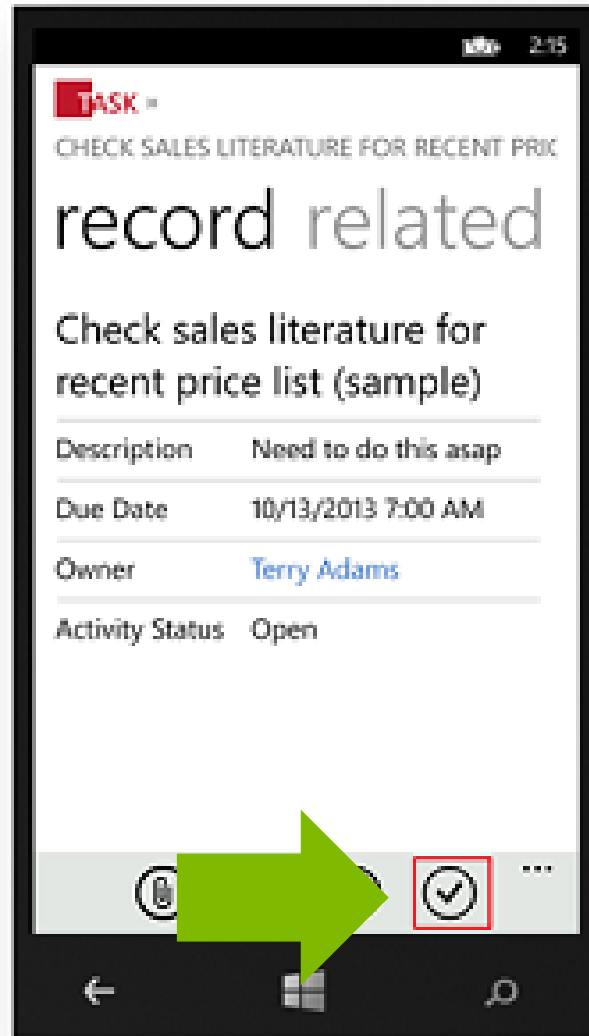 2:15
TASK
CHECK SALES LITERATURE FOR RECENT PRIC
record related
Check sales literature for
recent price list (sample)
Description Need to do this asap
Due Date 10/13/2013 7:00 AM
Owner Terry Adams
Activity Status Open